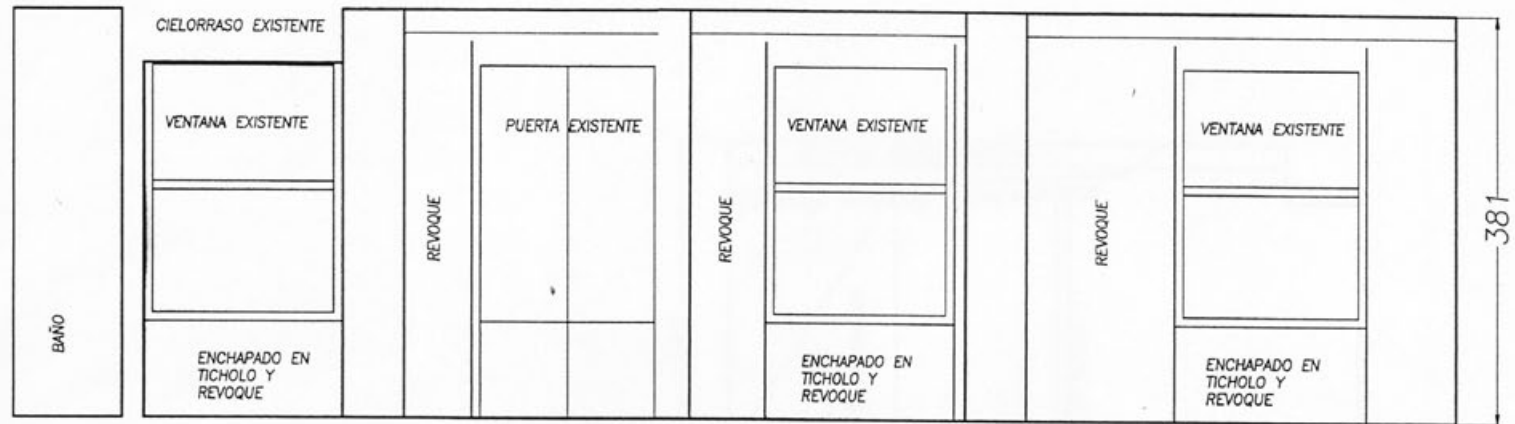 CIELORRASO EXISTENTE
VENTANA EXISTENTE
PUERTA EXISTENTE
VENTANA EXISTENTE
VENTANA EXISTENTE
BAÑO
REVOQUE
REVOQUE
REVOQUE
381
ENCHAPADO EN
TICHOLO Y
REVOQUE
ENCHAPADO EN
TICHOLO Y
REVOQUE
ENCHAPADO EN
TICHOLO Y
REVOQUE